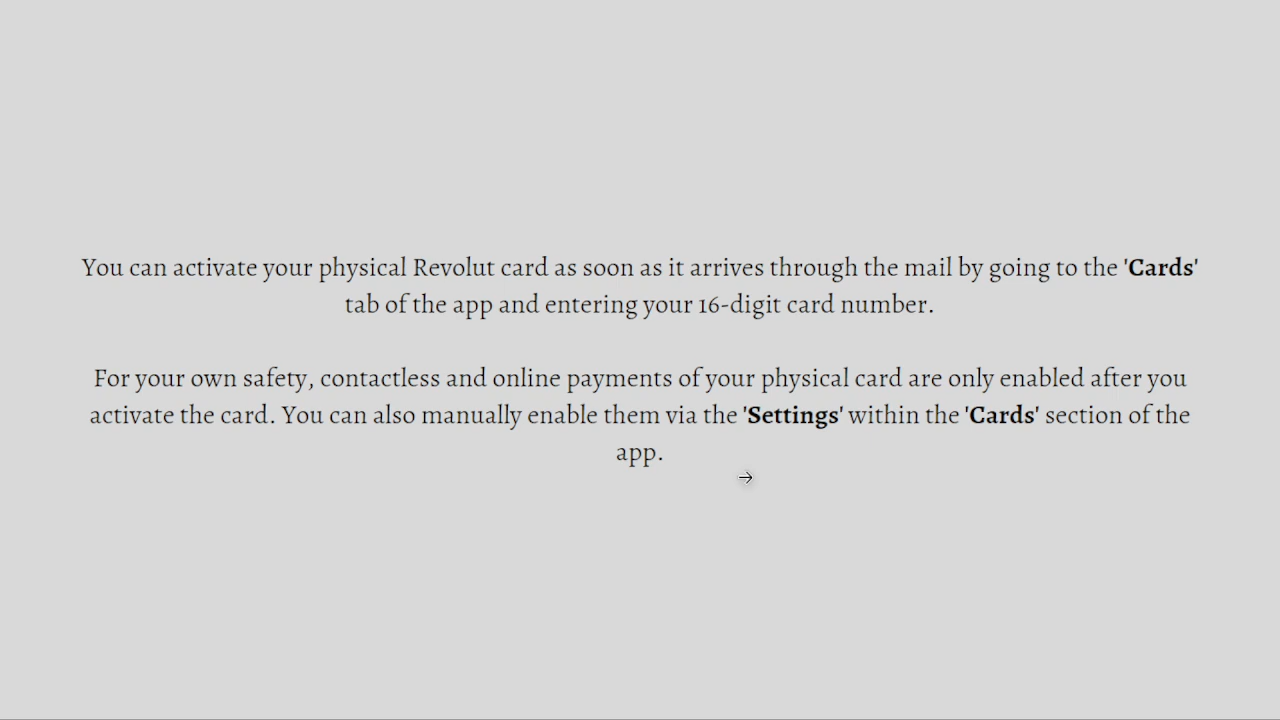 You can activate your physical Revolut card as soon as it arrives through the mail by going to the 'Cards'
tab of the app and entering your 16-digit card number.
For your own safety, contactless and online payments of your physical card are only enabled after you
activate the card. You can also manually enable them via the 'Settings' within the 'Cards' section of the
app.